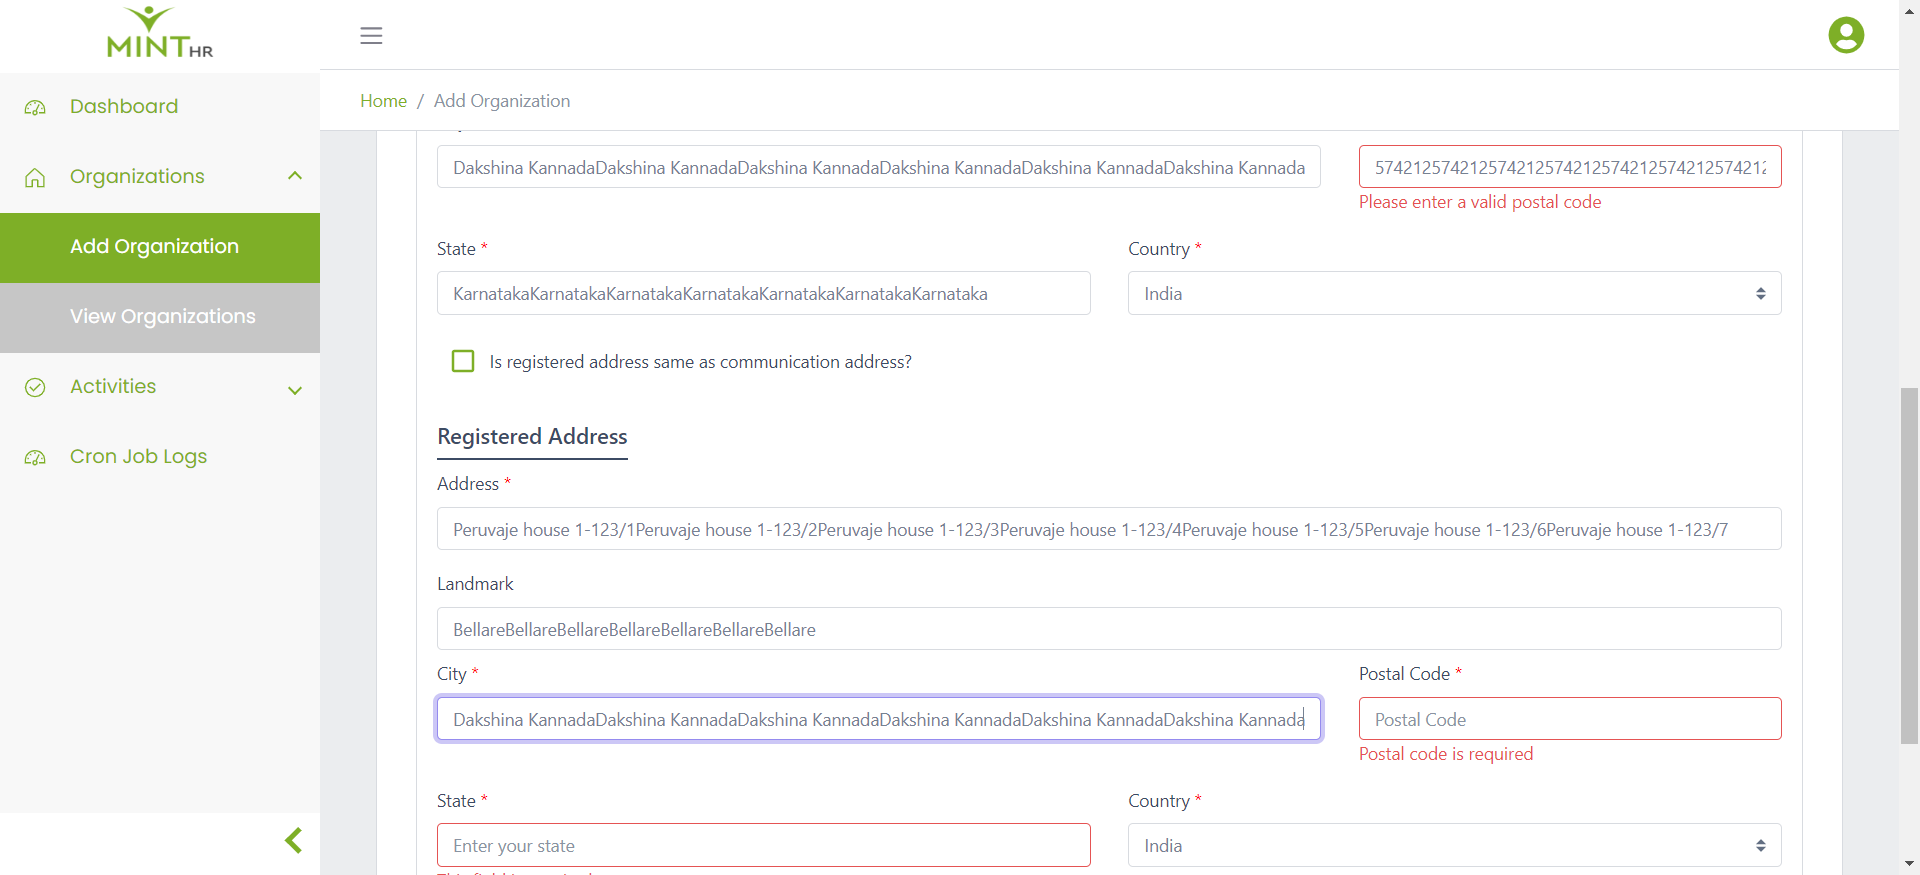 MINT HR
Home / Add Organization
Dashboard
Organizations
Add Organization
View Organizations
Activities
Cron Job Logs
Dakshina KannadaDakshina KannadaDakshina KannadaDakshina KannadaDakshina KannadaDakshina Kannada
Please enter a valid postal code
State * Country *
KarnatakaKarnatakaKarnatakaKarnatakaKarnatakaKarnatakaKarnataka
India
Is registered address same as communication address?
Registered Address
Address *
Peruvaje house 1-123/1Peruvaje house 1-123/2Peruvaje house 1-123/3Peruvaje house 1-123/4Peruvaje house 1-123/5Peruvaje house 1-123/6Peruvaje house 1-123/7
Landmark
BellareBellareBellareBellareBellareBellareBellare
City * Postal Code *
Dakshina KannadaDakshina KannadaDakshina KannadaDakshina KannadaDakshina KannadaDakshina Kannada
Postal Code
Postal code is required
State * Country *
Enter your state
India